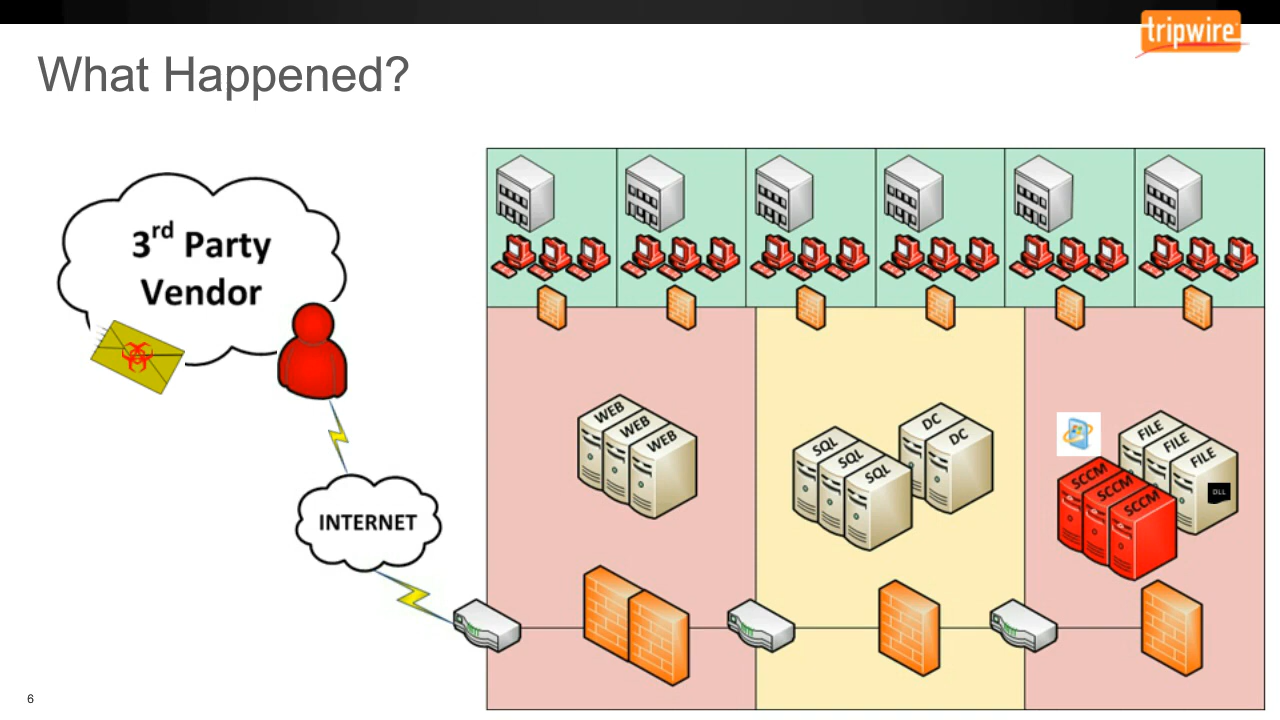 tripwire
What Happened?
3rd Party
Vendor
WEB
WEB
WEB
SQL
SQL
SQL
DC
DC
FILE
FILE
FILE
SCCM
SCCM
SCCM
DLL
INTERNET
6